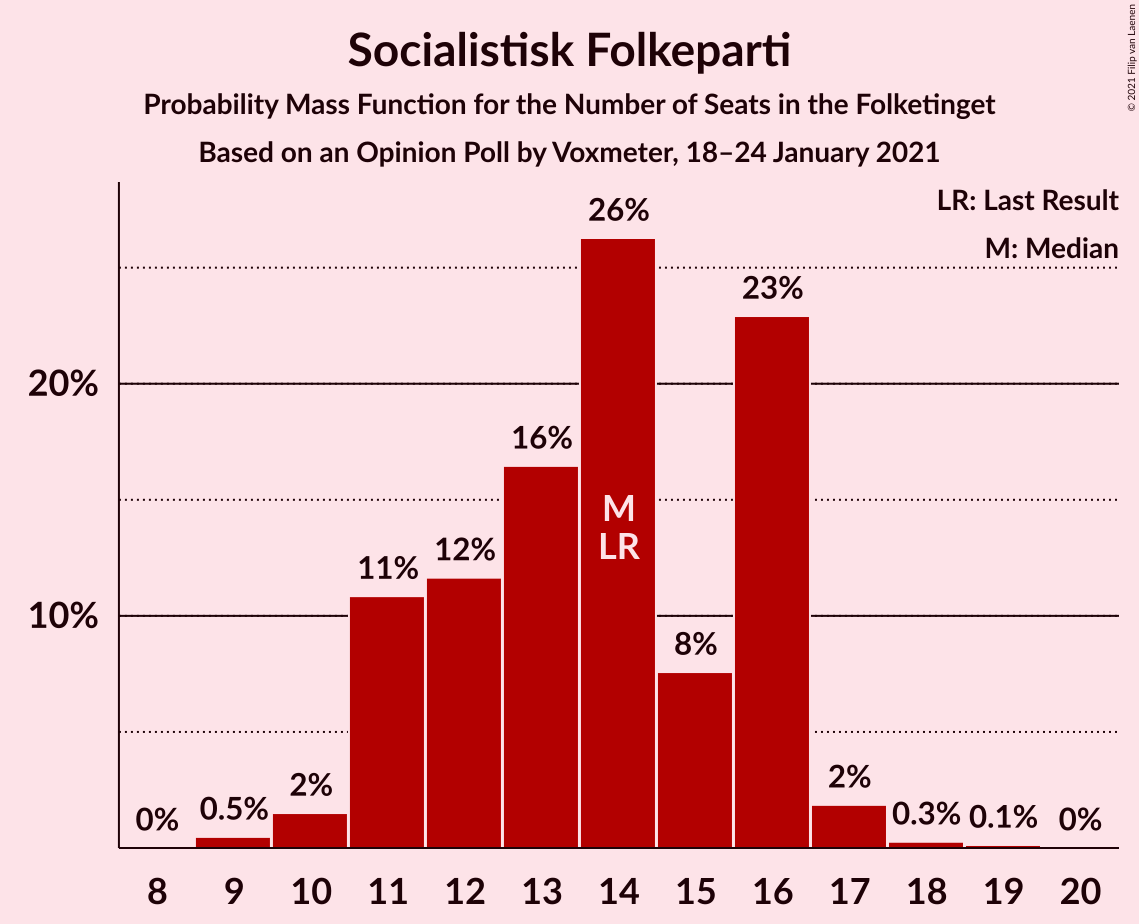 Socialistisk Folkeparti
Probability Mass Function for the Number of Seats in the Folketinget
Based on an Opinion Poll by Voxmeter, 18–24 January 2021
© 2021 Filip van Laenen
LR: Last Result
M: Median
26%
23%
20%
16%
M
LR
12%
11%
10%
8%
2%
2%
0%
0.5%
0.3%
0.1%
0%
8 9 10 11 12 13 14 15 16 17 18 19 20